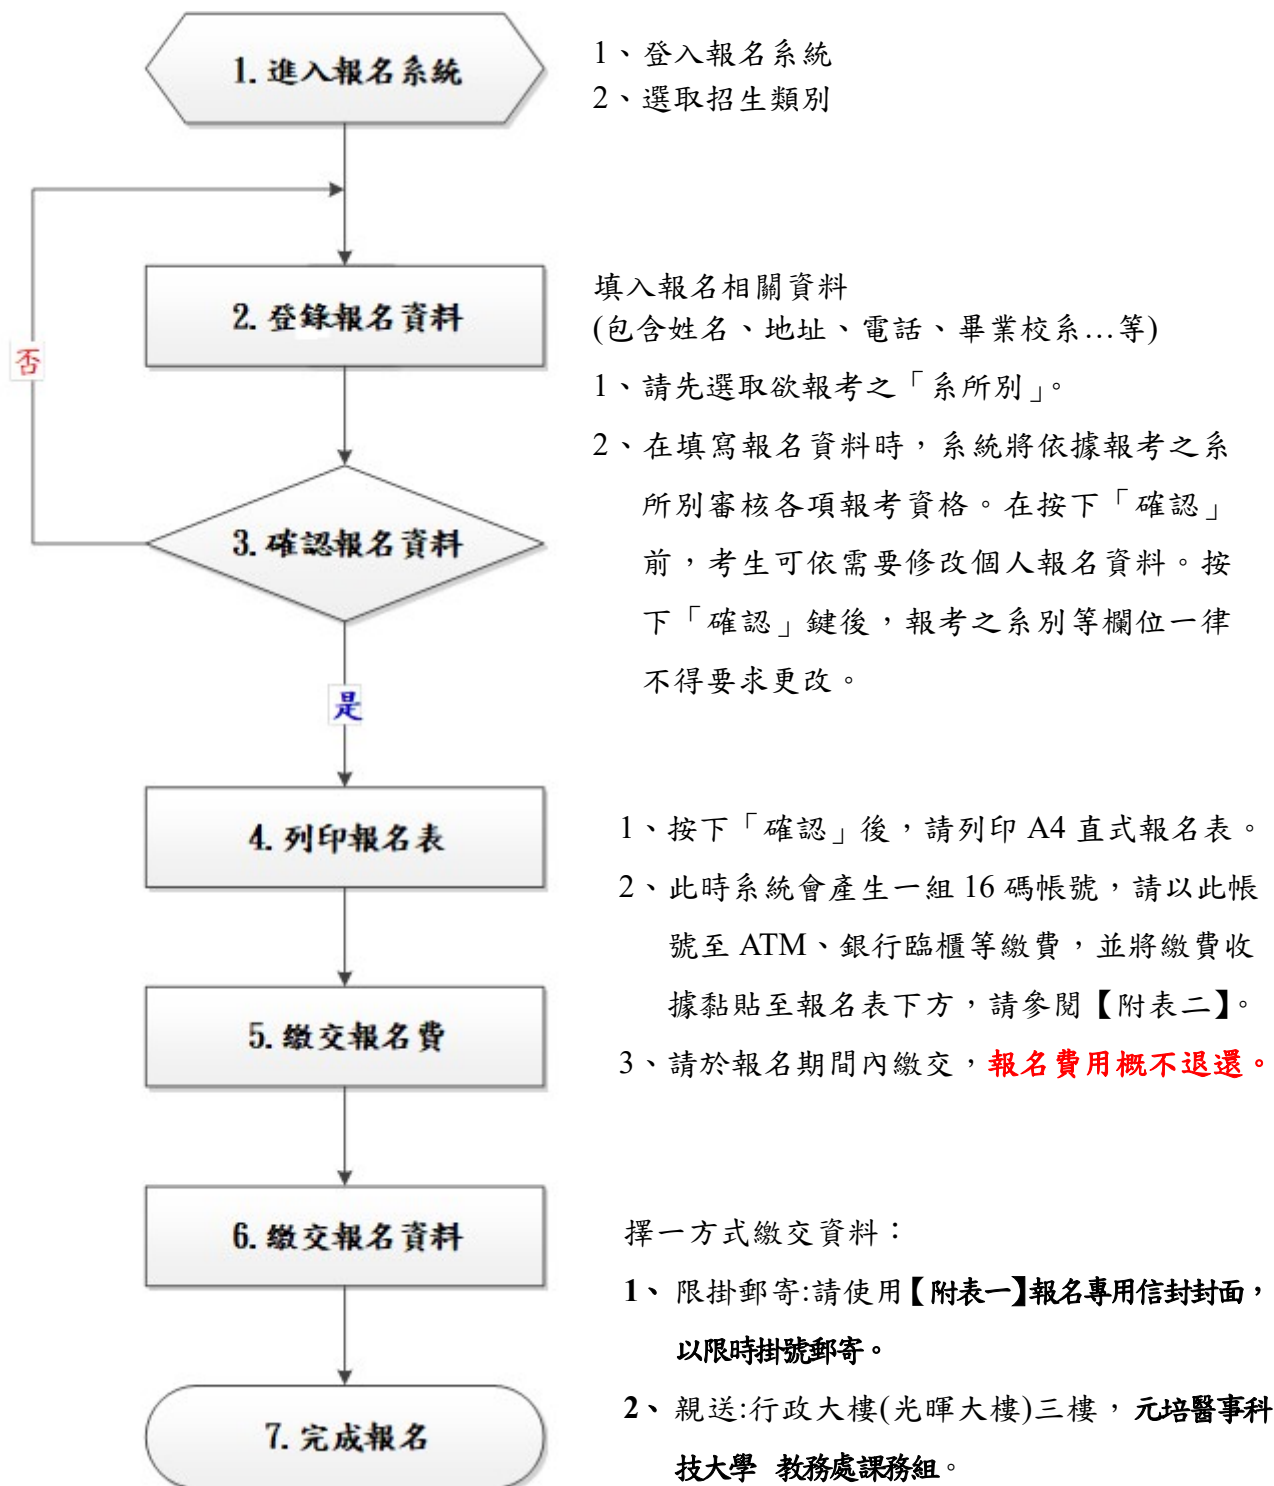 1. 進入報名系統
1、登入報名系統
2、選取招生類別
2. 登錄報名資料
填入報名相關資料
(包含姓名、地址、電話、畢業校系…等)
否
1、請先選取欲報考之「系所別」。
2、在填寫報名資料時，系統將依據報考之系
所別審核各項報考資格。在按下「確認」
3. 確認報名資料
前，考生可依需要修改個人報名資料。按
下「確認」鍵後，報考之系別等欄位一律
不得要求更改。
是
4. 列印報名表
1、按下「確認」後，請列印 A4 直式報名表。
2、此時系統會產生一組 16 碼帳號，請以此帳
號至 ATM、銀行臨櫃等繳費，並將繳費收
據黏貼至報名表下方，請參閱【附表二】。
5. 繳交報名費
3、請於報名期間內繳交，報名費用概不退還。
6. 繳交報名資料
擇一方式繳交資料：
1、 限掛郵寄:請使用【附表一】報名專用信封封面，
以限時掛號郵寄。
2、 親送:行政大樓(光暉大樓)三樓，元培醫事科
7. 完成報名
技大學 教務處課務組。